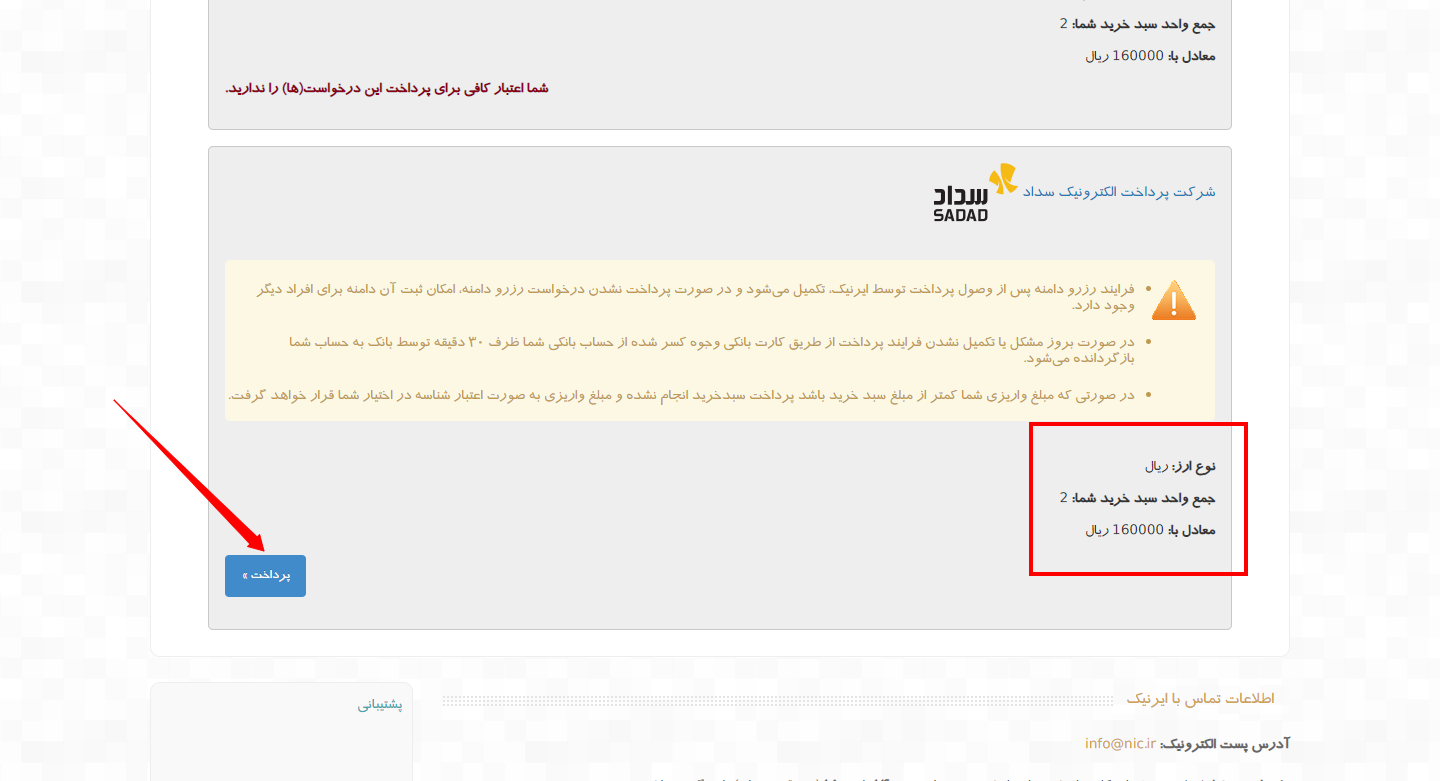 جمع واحد سبد خرید شما: 2
معادل با: 160000 ریال
شما اعتبار کافی برای پرداخت این درخواست(ها) را ندارید.
شرکت پرداخت الکترونیک سداد
سداد
SADAD
فرایند رزرو دامنه پس از وصول پرداخت توسط ایرنیک، تکمیل می‌شود و در صورت پرداخت نشدن درخواست رزرو دامنه، امکان ثبت آن دامنه برای افراد دیگر
وجود دارد.
در صورت بروز مشکل یا تکمیل نشدن فرایند پرداخت از طریق کارت بانکی وجوه کسر شده از حساب بانکی شما ظرف ۳۰ دقیقه توسط بانک به حساب شما
بازگردانده می‌شود.
در صورتی که مبلغ واریزی شما کمتر از مبلغ سبد خرید باشد پرداخت سبدخرید انجام نشده و مبلغ واریزی به صورت اعتبار شناسه در اختیار شما قرار خواهد گرفت.
نوع ارز: ریال
جمع واحد سبد خرید شما: 2
معادل با: 160000 ریال
پرداخت »
اطلاعات تماس با ایرنیک
پشتیبانی
آدرس پست الکترونیک: info@nic.ir